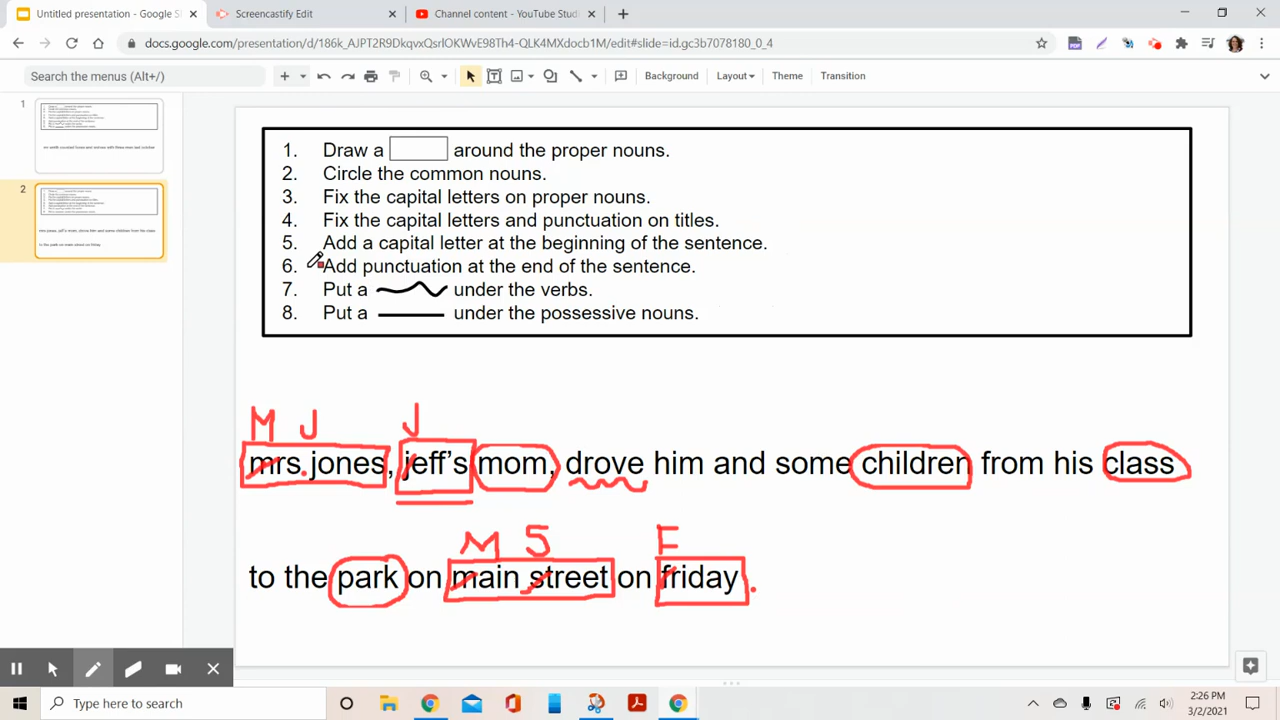 Untitled presentation - Google S
Screencastify Edit
Channel content - YouTube Studi
docs.google.com/presentation/d/186k_AJPT2R9DkqvxQsrlOKWvE98Th4-QLK4MXdocb1M/edit#slide=id.gc3b7078180_0_4
Search the menus (Alt+/)
Background
Layout
Theme
Transition
1
2
1. Draw a around the proper nouns.
2. Circle the common nouns.
3. Fix the capital letters on proper nouns.
4. Fix the capital letters and punctuation on titles.
5. Add a capital letter at the beginning of the sentence.
6. Add punctuation at the end of the sentence.
7. Put a under the verbs.
8. Put a under the possessive nouns.
M J J
mrs.jones, jeff's mom, drove him and some children from his class
M S F
to the park on main street on friday.
Type here to search
2:26 PM
3/2/2021